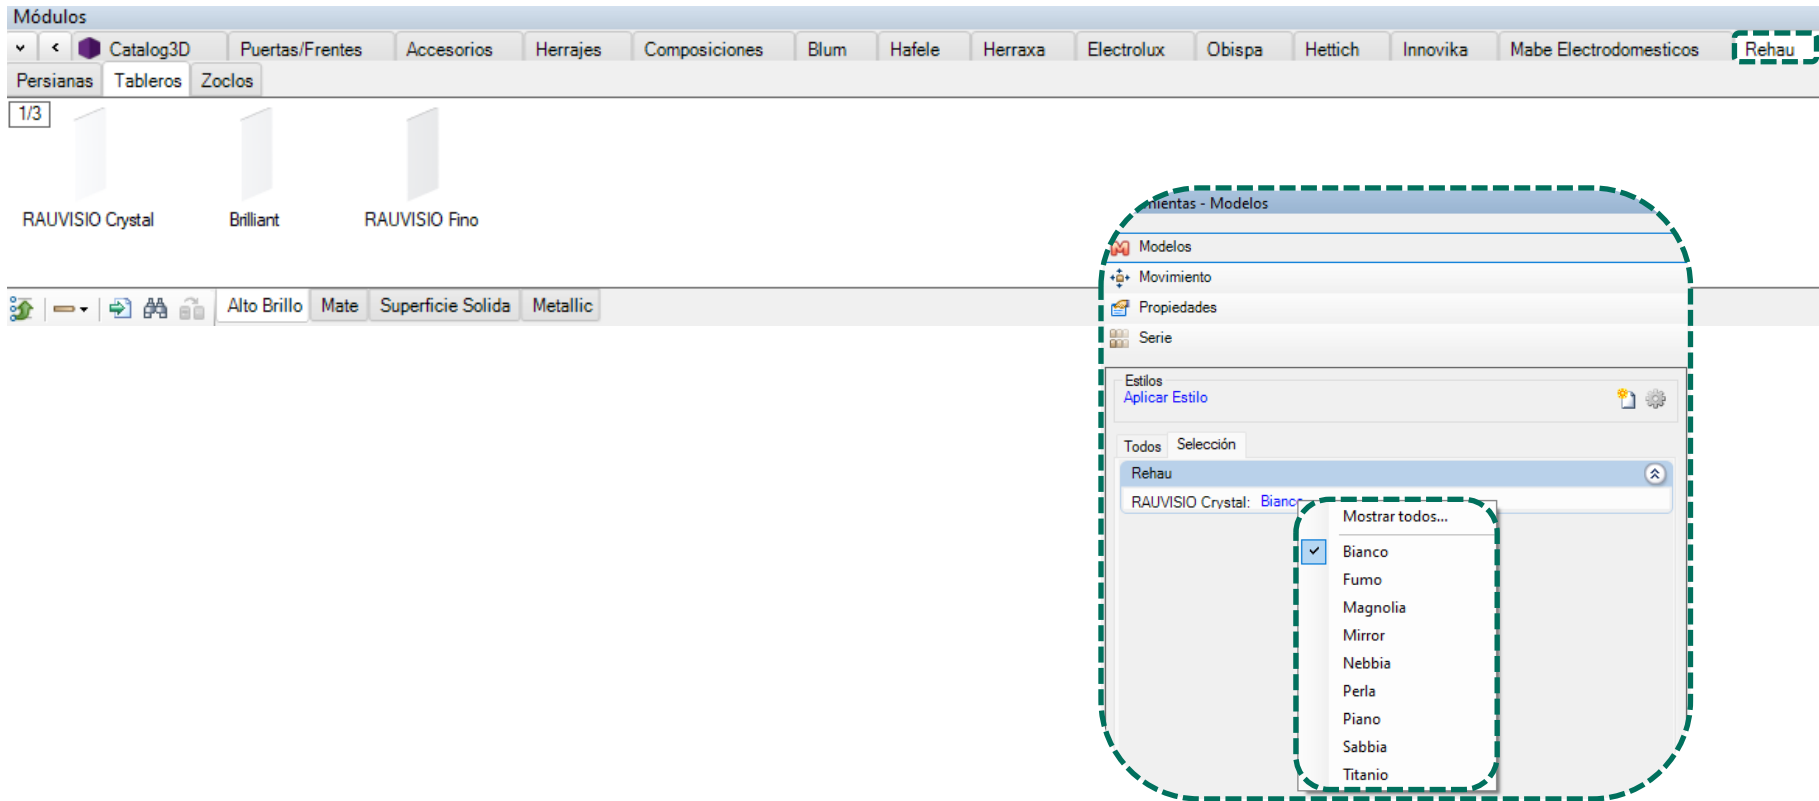 Módulos
Catalog3D Puertas/Frentes Accesorios Herrajes Composiciones Blum Hafele Herraxa Electrolux Obispa Hettich Innovika Mabe Electrodomesticos Rehau
Persianas Tableros Zoclos
1/3
RAUVISIO Crystal Brilliant RAUVISIO Fino
Alto Brillo Mate Superficie Solida Metallic
- Modelos
Modelos
Movimiento
Propiedades
Serie
Estilos
Aplicar Estilo
Todos Selección
Rehau
RAUVISIO Crystal: Bianco
Mostrar todos...
Bianco
Fumo
Magnolia
Mirror
Nebbia
Perla
Piano
Sabbia
Titanio